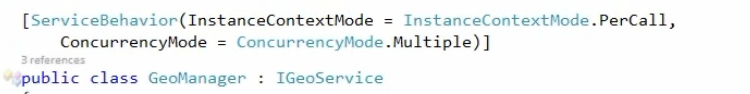 [ServiceBehavior(InstanceContextMode = InstanceContextMode.PerCall,
ConcurrencyMode = ConcurrencyMode.Multiple)]
3 references
public class GeoManager : IGeoService